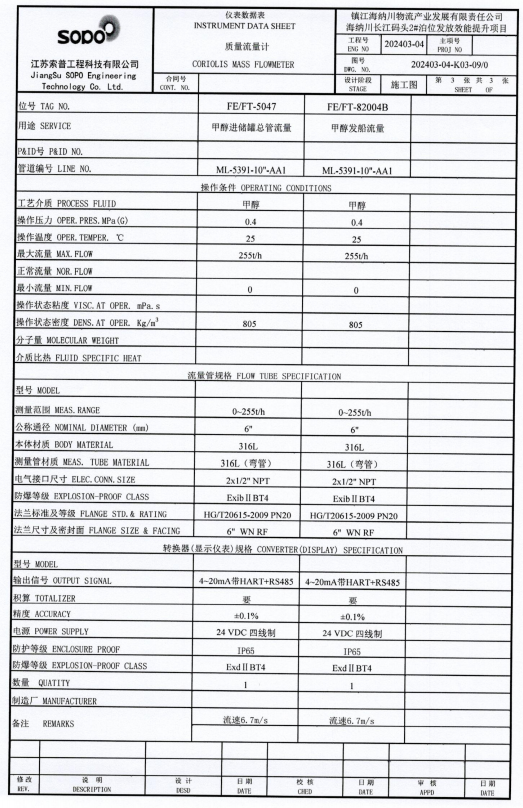 SOPO
江苏索普工程科技有限公司
JiangSu SOPO Engineering
Technology Co. Ltd.
仪表数据表
INSTRUMENT DATA SHEET
质量流量计
CORIOLIS MASS FLOWMETER
合同号
CONT. NO.
镇江海纳川物流产业发展有限责任公司
海纳川长江码头2#泊位发放效能提升项目
工程号
ENG NO
202403-04
主项号
PROJ NO
图号
DWG. NO.
202403-04-K03-09/0
设计阶段
STAGE
施工图
第 3 张 共 3 张
SHEET OF
位号 TAG NO. FE/FT-5047 FE/FT-82004B
用途 SERVICE 甲醇进储罐总管流量 甲醇发船流量
P&ID号 P&ID NO.
管道编号 LINE NO. ML-5391-10"-AA1 ML-5391-10"-AA1
操作条件 OPERATING CONDITIONS
工艺介质 PROCESS FLUID 甲醇 甲醇
操作压力 OPER.PRES.MPa(G) 0.4 0.4
操作温度 OPER.TEMPER. ℃ 25 25
最大流量 MAX.FLOW 255t/h 255t/h
正常流量 NOR.FLOW
最小流量 MIN.FLOW 0 0
操作状态粘度 VISC.AT OPER. mPa.s
操作状态密度 DENS.AT OPER. Kg/m³ 805 805
分子量 MOLECULAR WEIGHT
介质比热 FLUID SPECIFIC HEAT
流量管规格 FLOW TUBE SPECIFICATION
型号 MODEL
测量范围 MEAS.RANGE 0~255t/h 0~255t/h
公称通径 NOMINAL DIAMETER (mm) 6" 6"
本体材质 BODY MATERIAL 316L 316L
测量管材质 MEAS. TUBE MATERIAL 316L（弯管） 316L（弯管）
电气接口尺寸 ELEC.CONN.SIZE 2x1/2" NPT 2x1/2" NPT
防爆等级 EXPLOSION-PROOF CLASS ExibⅡBT4 ExibⅡBT4
法兰标准及等级 FLANGE STD.& RATING HG/T20615-2009 PN20 HG/T20615-2009 PN20
法兰尺寸及密封面 FLANGE SIZE & FACING 6" WN RF 6" WN RF
转换器(显示仪表)规格 CONVERTER(DISPLAY) SPECIFICATION
型号 MODEL
输出信号 OUTPUT SIGNAL 4~20mA带HART+RS485 4~20mA带HART+RS485
积算 TOTALIZER 要 要
精度 ACCURACY ±0.1% ±0.1%
电源 POWER SUPPLY 24 VDC 四线制 24 VDC 四线制
防护等级 ENCLOSURE PROOF IP65 IP65
防爆等级 EXPLOSION-PROOF CLASS ExdⅡBT4 ExdⅡBT4
数量 QUATITY 1 1
制造厂 MANUFACTURER
备注 REMARKS 流速6.7m/s 流速6.7m/s
修改 说 明 设 计 日期 校 核 日期 审 核 日期
REV. DESCRIPTION DESD DATE CHED DATE APPD DATE